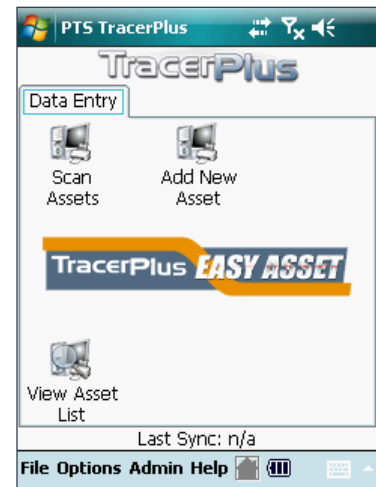 PTS TracerPlus
TracerPlus
Data Entry
Scan
Assets
Add New
Asset
TracerPlus EASY ASSET
View Asset
List
Last Sync: n/a
File Options Admin Help